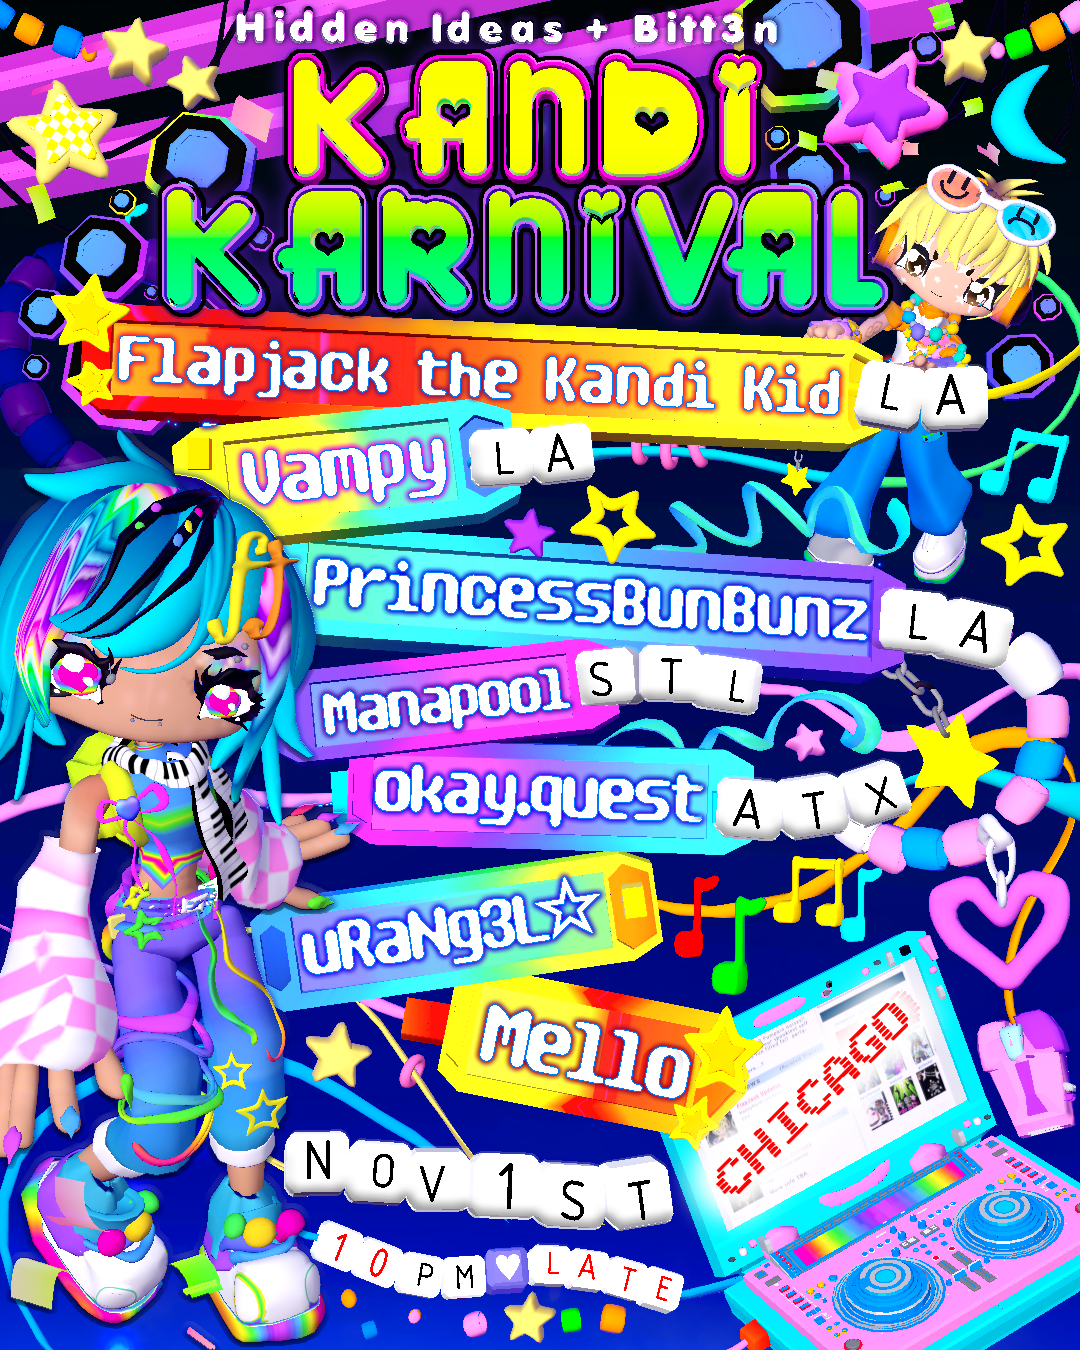 Hidden Ideas + Bitt3n
KANDi
KARNiVAL
Flapjack the Kandi Kid LA
Vampy LA
PrincessBunBunz LA
Manapool STL
okay.quest ATX
uRaNg3L☆
Mello
CHICAGO
NOV 1ST
10PM♥LATE